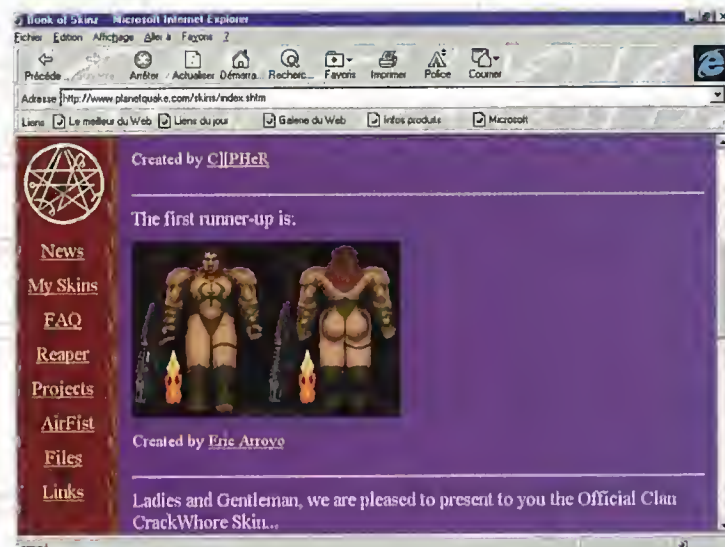 Book of Skinz - Microsoft Internet Explorer
Fichier Edition Affichage Aller à Favoris ?
Précéde... Arrêter Actualiser Démarra... Recherc... Favoris Imprimer Police Courrier
Adresse http://www.planetquake.com/skins/index.shtm
Liens Le meilleur du Web Liens du jour Galerie du Web Infos produits Microsoft
Created by C][PHeR
The first runner-up is:
News
My Skins
FAQ
Reaper
Projects
AirFist
Files
Links
Created by Eric Arroyo
Ladies and Gentleman, we are pleased to present to you the Official Clan
CrackWhore Skin...